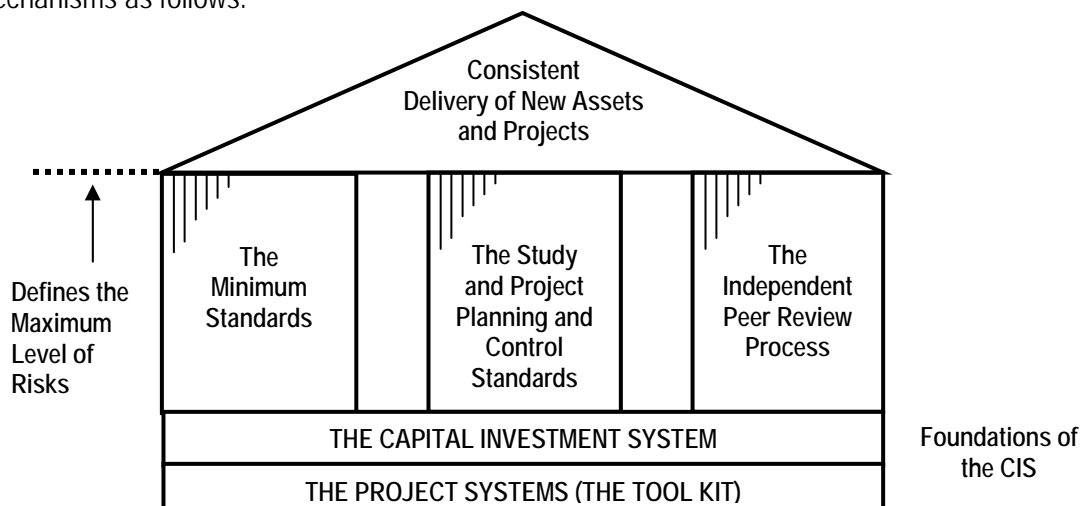 mechanisms as follows:
Consistent
Delivery of New Assets
and Projects
Defines the
Maximum
Level of
Risks
The
Minimum
Standards
The Study
and Project
Planning and
Control
Standards
The
Independent
Peer Review
Process
THE CAPITAL INVESTMENT SYSTEM
THE PROJECT SYSTEMS (THE TOOL KIT)
Foundations of
the CIS